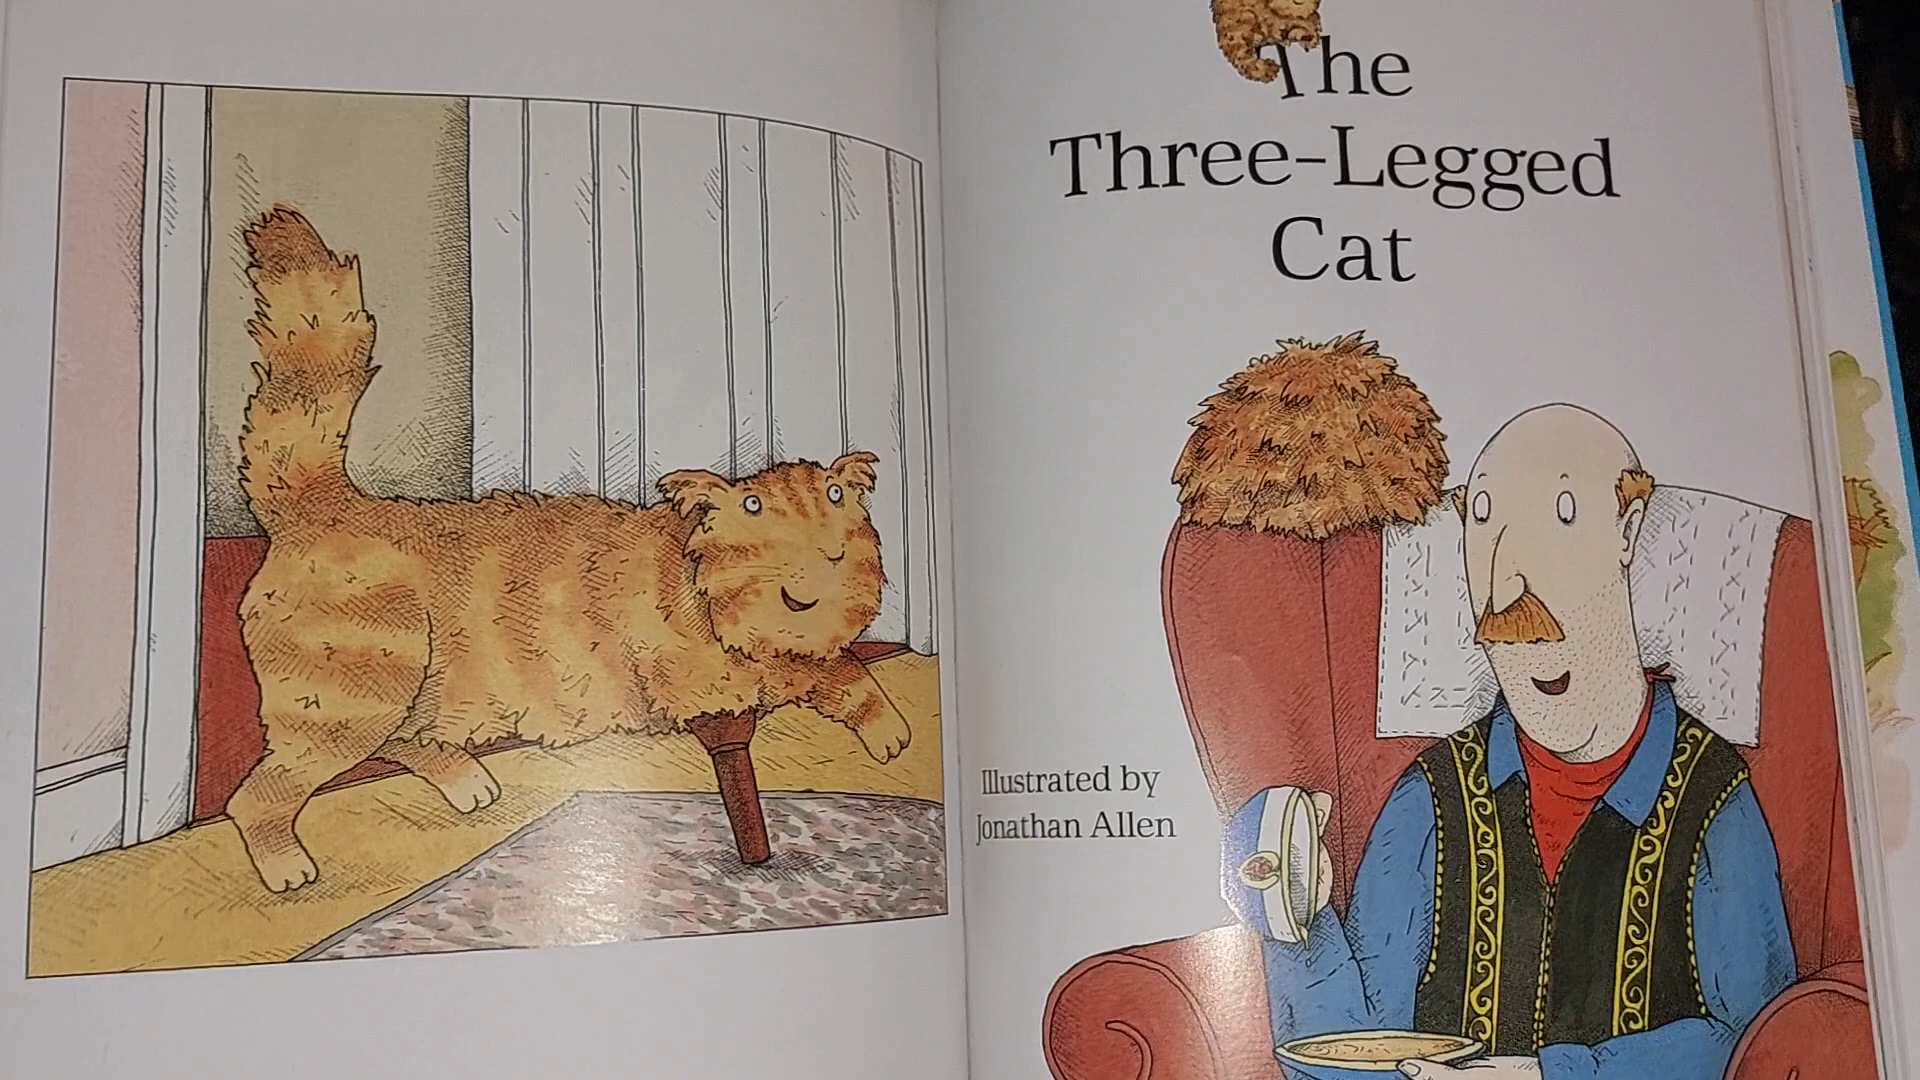 The
Three-Legged
Cat
Illustrated by
Jonathan Allen